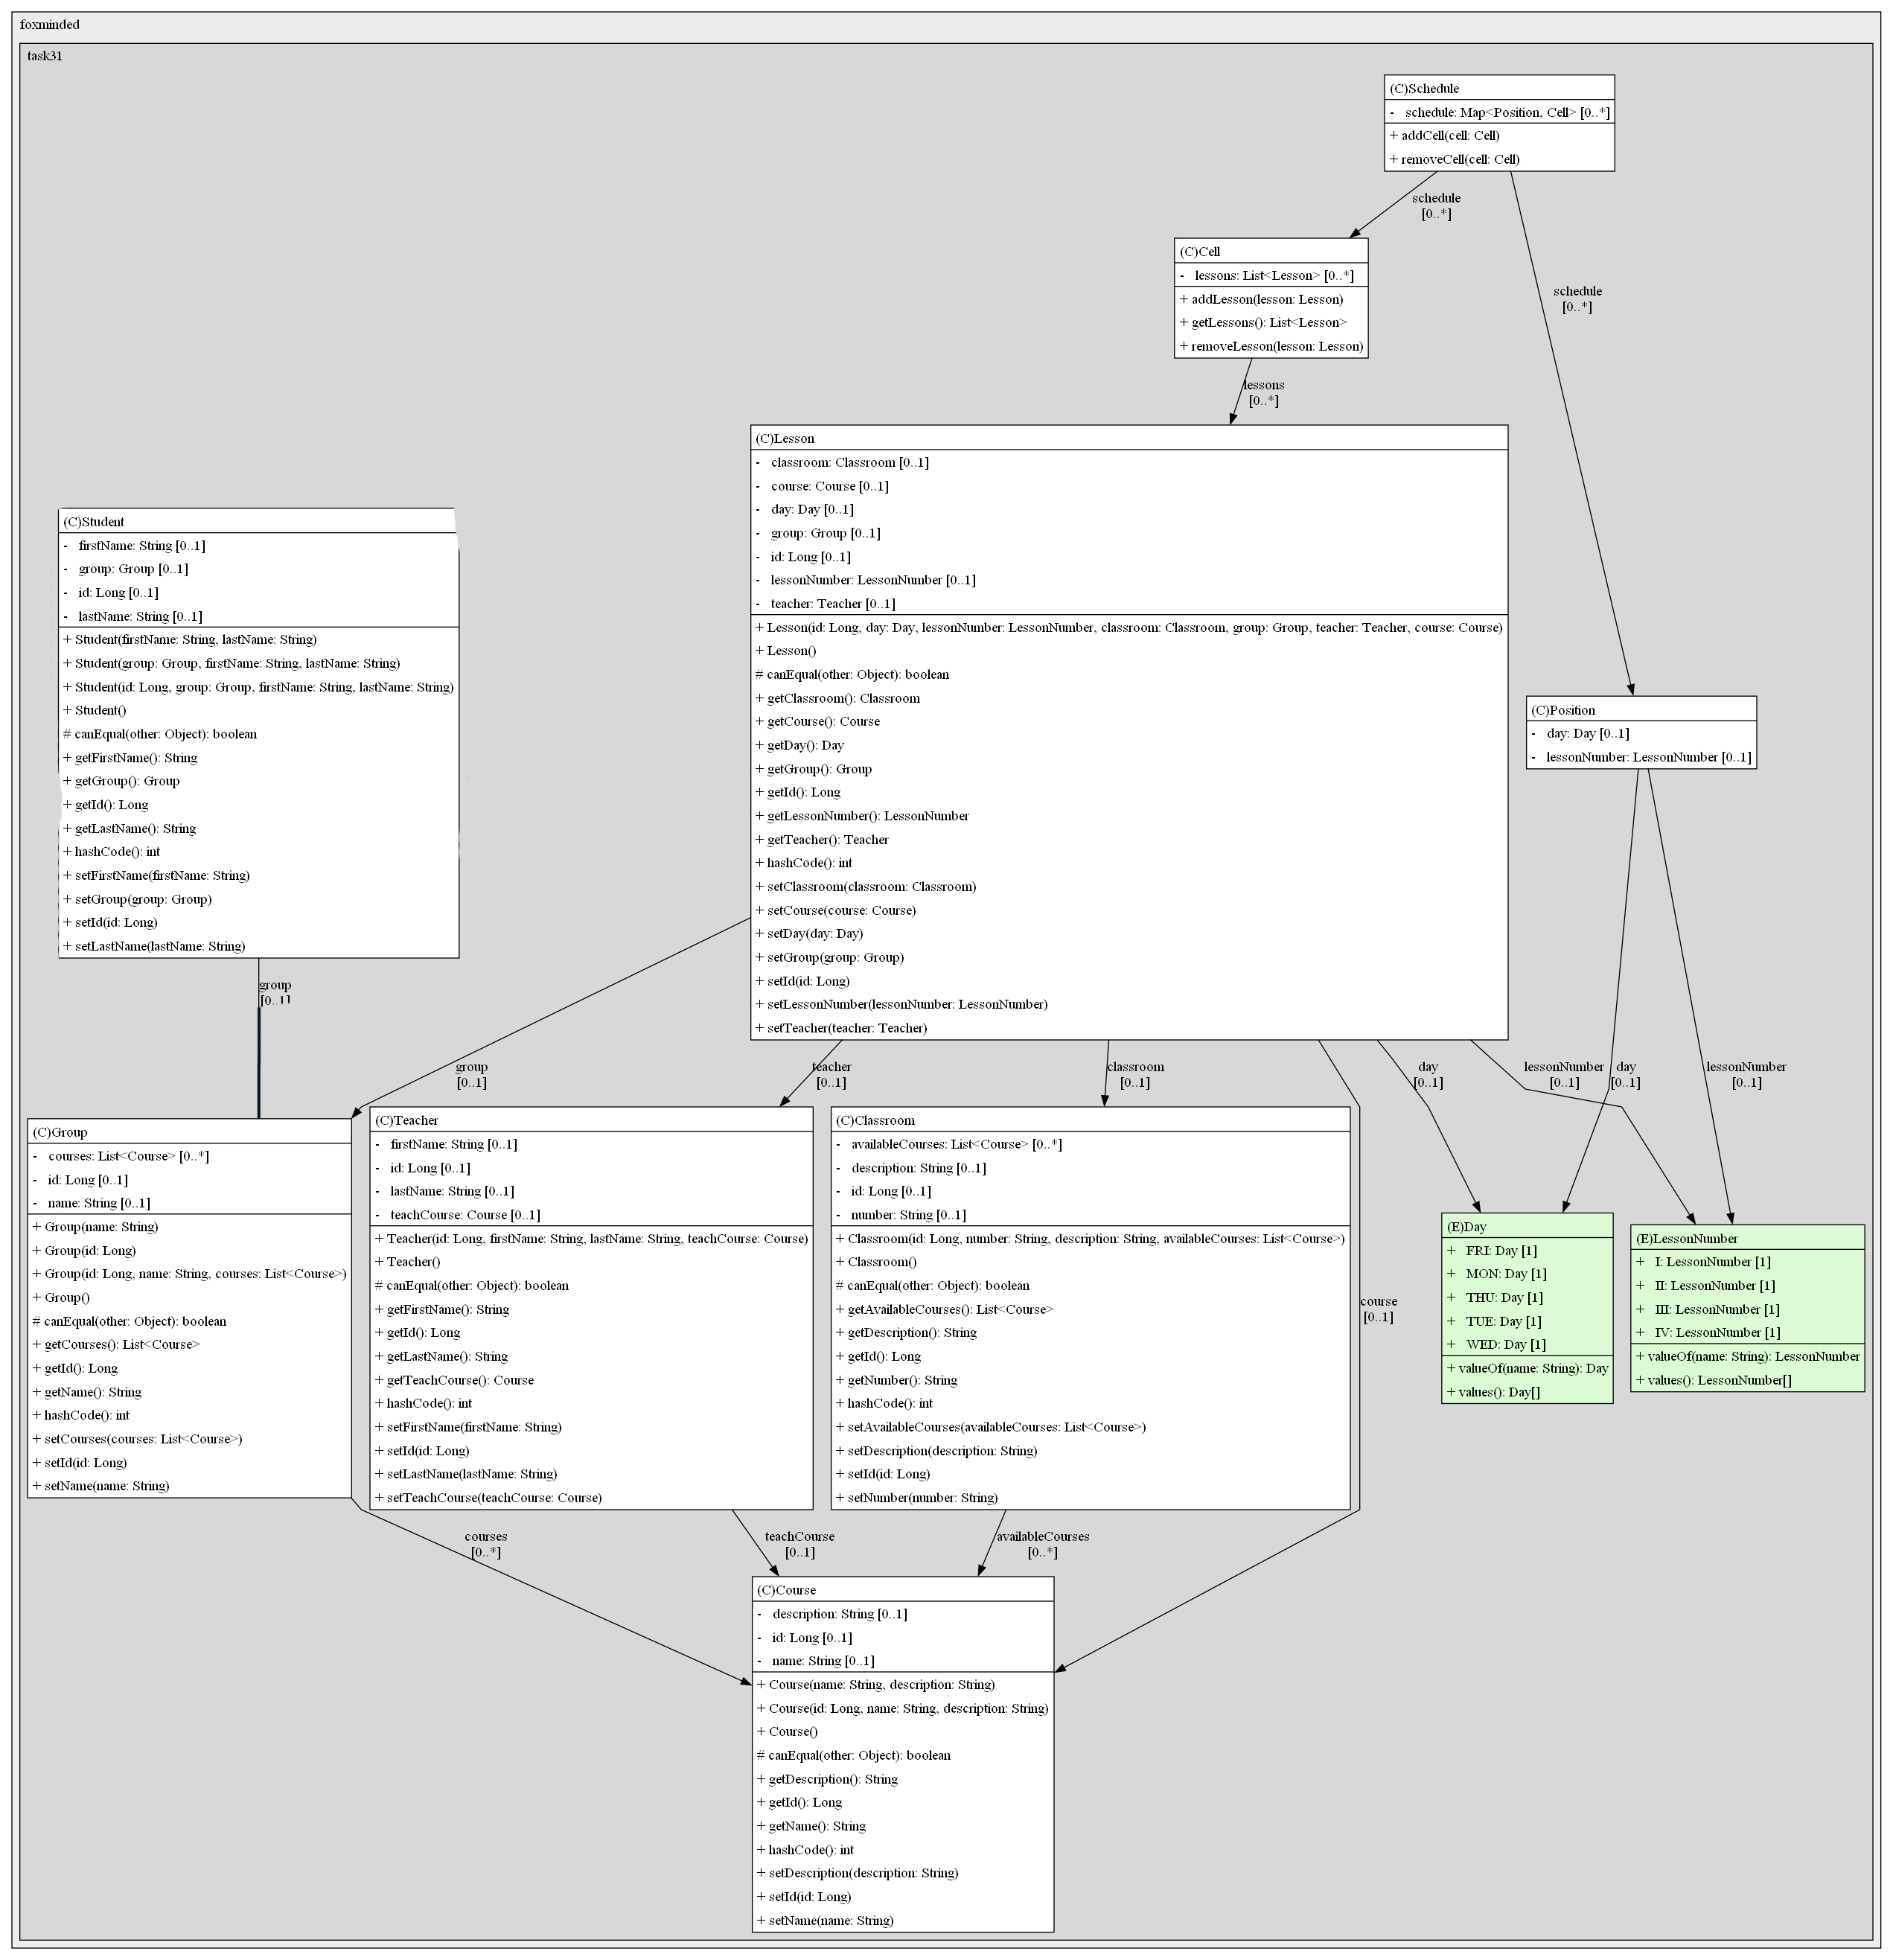 foxminded
task31
(C)Schedule
- schedule: Map<Position, Cell> [0..*]
+ addCell(cell: Cell)
+ removeCell(cell: Cell)
schedule
[0..*]
schedule
[0..*]
(C)Cell
- lessons: List<Lesson> [0..*]
+ addLesson(lesson: Lesson)
+ getLessons(): List<Lesson>
+ removeLesson(lesson: Lesson)
lessons
[0..*]
(C)Lesson
- classroom: Classroom [0..1]
- course: Course [0..1]
- day: Day [0..1]
- group: Group [0..1]
- id: Long [0..1]
- lessonNumber: LessonNumber [0..1]
- teacher: Teacher [0..1]
+ Lesson(id: Long, day: Day, lessonNumber: LessonNumber, classroom: Classroom, group: Group, teacher: Teacher, course: Course)
+ Lesson()
# canEqual(other: Object): boolean
+ getClassroom(): Classroom
+ getCourse(): Course
+ getDay(): Day
+ getGroup(): Group
+ getId(): Long
+ getLessonNumber(): LessonNumber
+ getTeacher(): Teacher
+ hashCode(): int
+ setClassroom(classroom: Classroom)
+ setCourse(course: Course)
+ setDay(day: Day)
+ setGroup(group: Group)
+ setId(id: Long)
+ setLessonNumber(lessonNumber: LessonNumber)
+ setTeacher(teacher: Teacher)
(C)Student
- firstName: String [0..1]
- group: Group [0..1]
- id: Long [0..1]
- lastName: String [0..1]
+ Student(firstName: String, lastName: String)
+ Student(group: Group, firstName: String, lastName: String)
+ Student(id: Long, group: Group, firstName: String, lastName: String)
+ Student()
# canEqual(other: Object): boolean
+ getFirstName(): String
+ getGroup(): Group
+ getId(): Long
+ getLastName(): String
+ hashCode(): int
+ setFirstName(firstName: String)
+ setGroup(group: Group)
+ setId(id: Long)
+ setLastName(lastName: String)
(C)Position
- day: Day [0..1]
- lessonNumber: LessonNumber [0..1]
group
[0..1]
group
[0..1]
teacher
[0..1]
classroom
[0..1]
day
[0..1]
lessonNumber
[0..1]
day
[0..1]
lessonNumber
[0..1]
course
[0..1]
(C)Group
- courses: List<Course> [0..*]
- id: Long [0..1]
- name: String [0..1]
+ Group(name: String)
+ Group(id: Long)
+ Group(id: Long, name: String, courses: List<Course>)
+ Group()
# canEqual(other: Object): boolean
+ getCourses(): List<Course>
+ getId(): Long
+ getName(): String
+ hashCode(): int
+ setCourses(courses: List<Course>)
+ setId(id: Long)
+ setName(name: String)
(C)Teacher
- firstName: String [0..1]
- id: Long [0..1]
- lastName: String [0..1]
- teachCourse: Course [0..1]
+ Teacher(id: Long, firstName: String, lastName: String, teachCourse: Course)
+ Teacher()
# canEqual(other: Object): boolean
+ getFirstName(): String
+ getId(): Long
+ getLastName(): String
+ getTeachCourse(): Course
+ hashCode(): int
+ setFirstName(firstName: String)
+ setId(id: Long)
+ setLastName(lastName: String)
+ setTeachCourse(teachCourse: Course)
(C)Classroom
- availableCourses: List<Course> [0..*]
- description: String [0..1]
- id: Long [0..1]
- number: String [0..1]
+ Classroom(id: Long, number: String, description: String, availableCourses: List<Course>)
+ Classroom()
# canEqual(other: Object): boolean
+ getAvailableCourses(): List<Course>
+ getDescription(): String
+ getId(): Long
+ getNumber(): String
+ hashCode(): int
+ setAvailableCourses(availableCourses: List<Course>)
+ setDescription(description: String)
+ setId(id: Long)
+ setNumber(number: String)
(E)Day
+ FRI: Day [1]
+ MON: Day [1]
+ THU: Day [1]
+ TUE: Day [1]
+ WED: Day [1]
+ valueOf(name: String): Day
+ values(): Day[]
(E)LessonNumber
+ I: LessonNumber [1]
+ II: LessonNumber [1]
+ III: LessonNumber [1]
+ IV: LessonNumber [1]
+ valueOf(name: String): LessonNumber
+ values(): LessonNumber[]
courses
[0..*]
teachCourse
[0..1]
availableCourses
[0..*]
(C)Course
- description: String [0..1]
- id: Long [0..1]
- name: String [0..1]
+ Course(name: String, description: String)
+ Course(id: Long, name: String, description: String)
+ Course()
# canEqual(other: Object): boolean
+ getDescription(): String
+ getId(): Long
+ getName(): String
+ hashCode(): int
+ setDescription(description: String)
+ setId(id: Long)
+ setName(name: String)